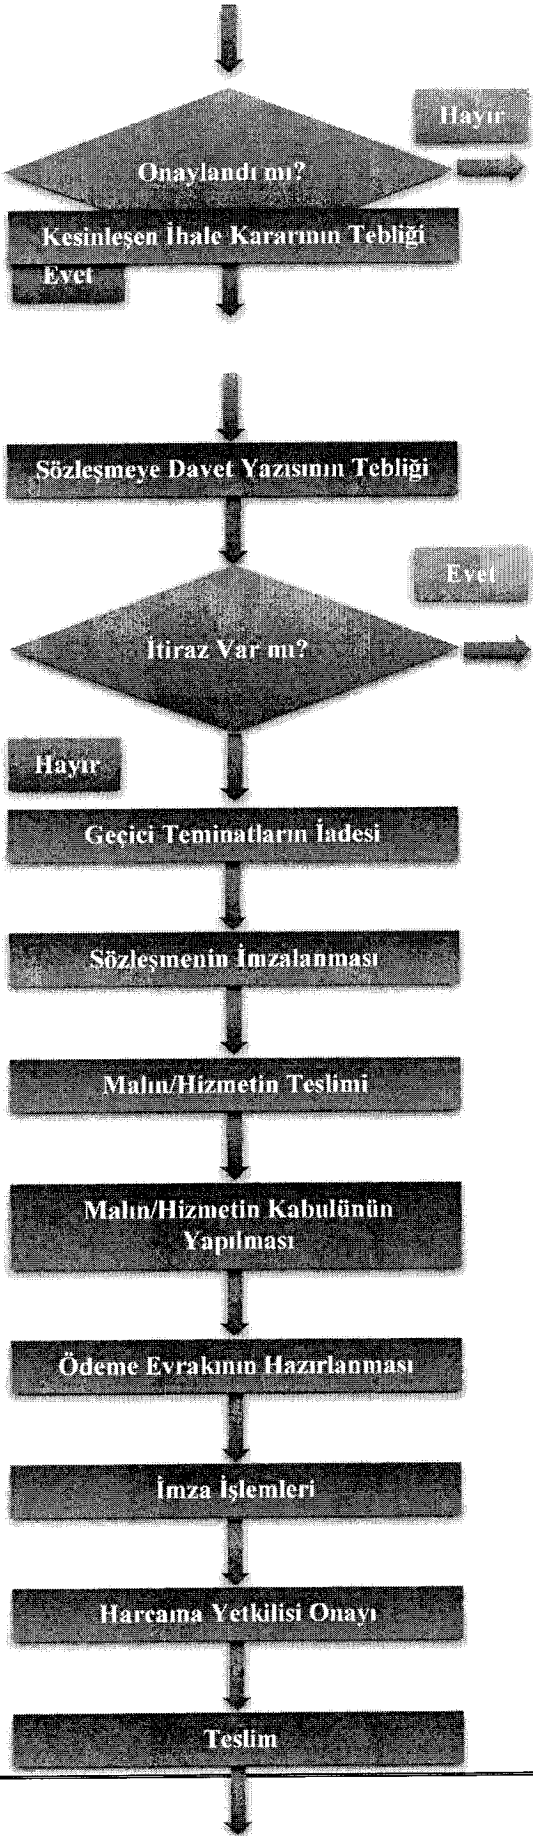 Hayır
Onaylandı mı?
Kesinleşen İhale Kararının Tebliği
Evet
Sözleşmeye Davet Yazısının Tebliği
Evet
İtiraz Var mı?
Hayır
Geçici Teminatların İadesi
Sözleşmenin İmzalanması
Malın/Hizmetin Teslimi
Malın/Hizmetin Kabulünün
Yapılması
Ödeme Evrakının Hazırlanması
İmza İşlemleri
Harcama Yetkilisi Onayı
Teslim